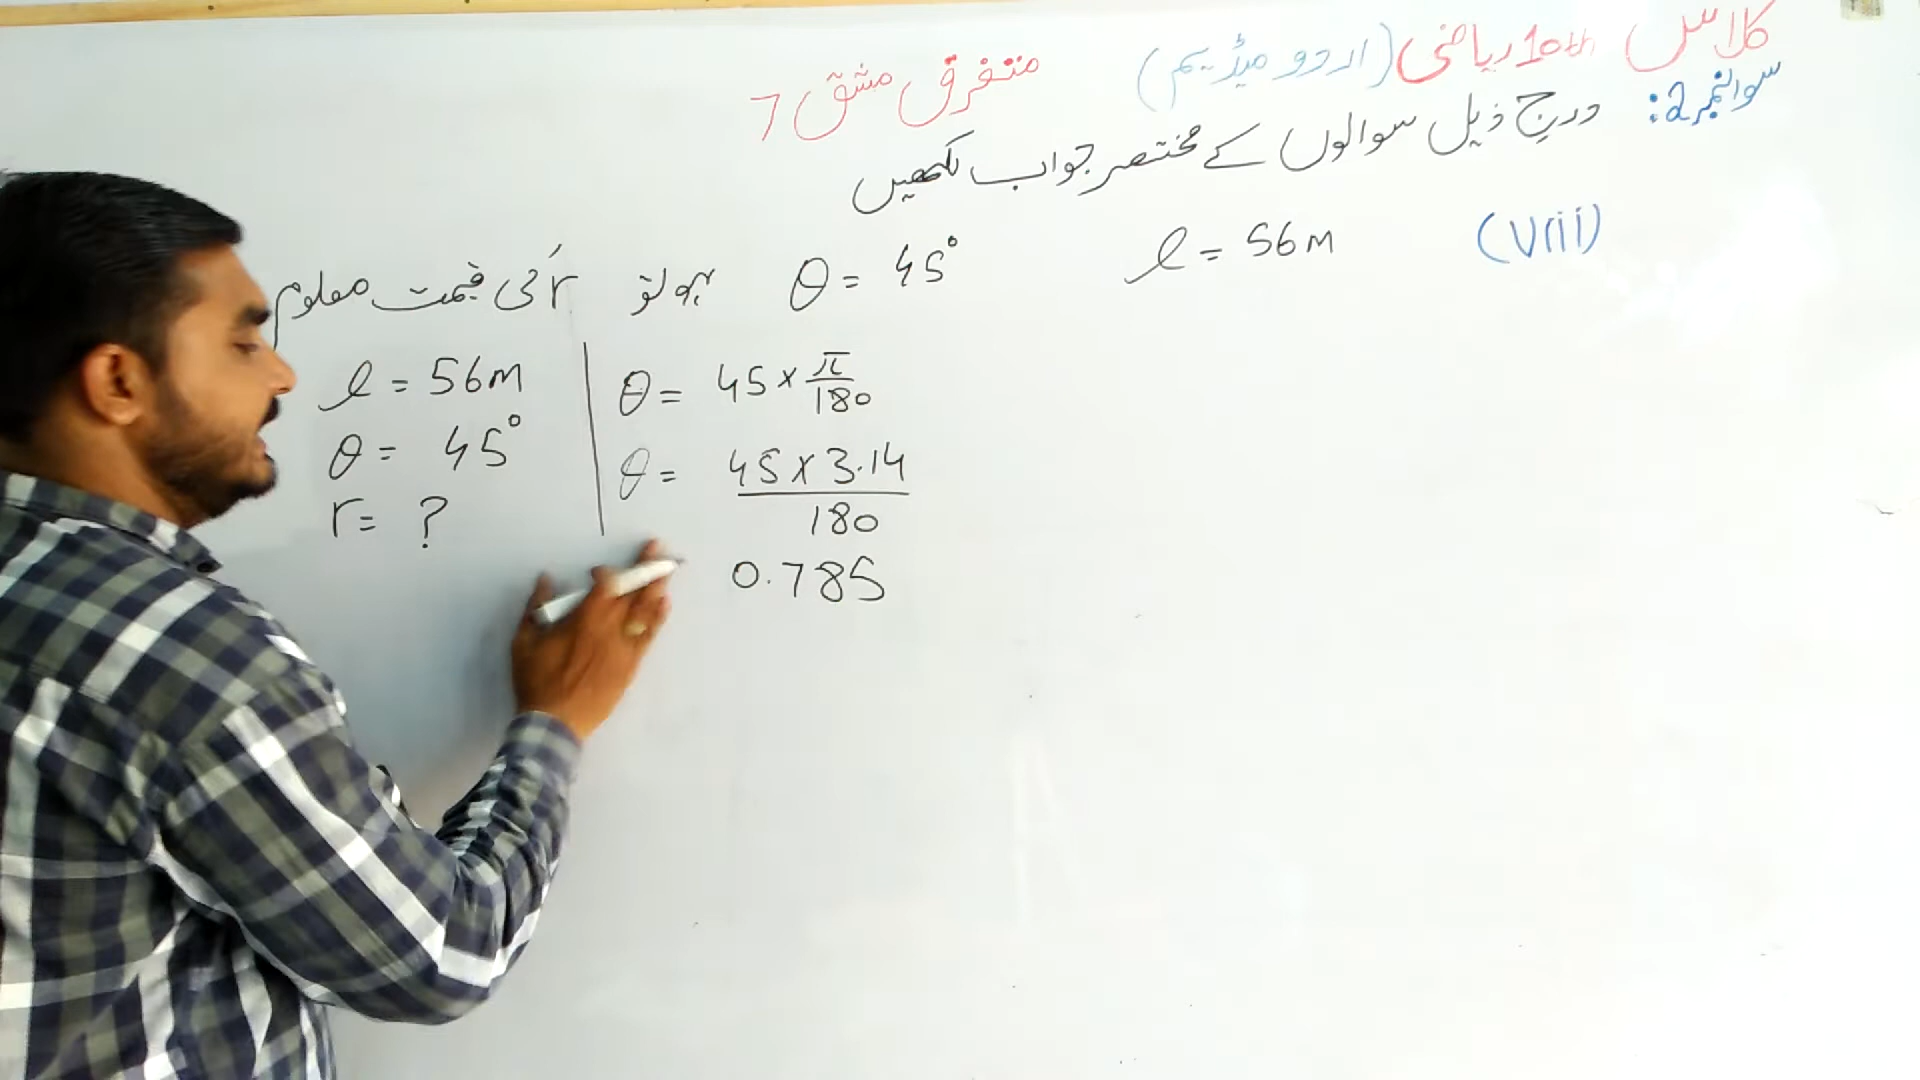 کلاس 10th ریاضی (اردو میڈیم) متفرق مشق 7
سوال نمبر 2: درج ذیل سوالوں کے مختصر جواب لکھیں
(viii) l = 56m θ = 45° ہو تو r کی قیمت معلوم
l = 56m
θ = 45°
r = ?
θ = 45 × π/180
θ = 45 × 3.14 / 180
0.785